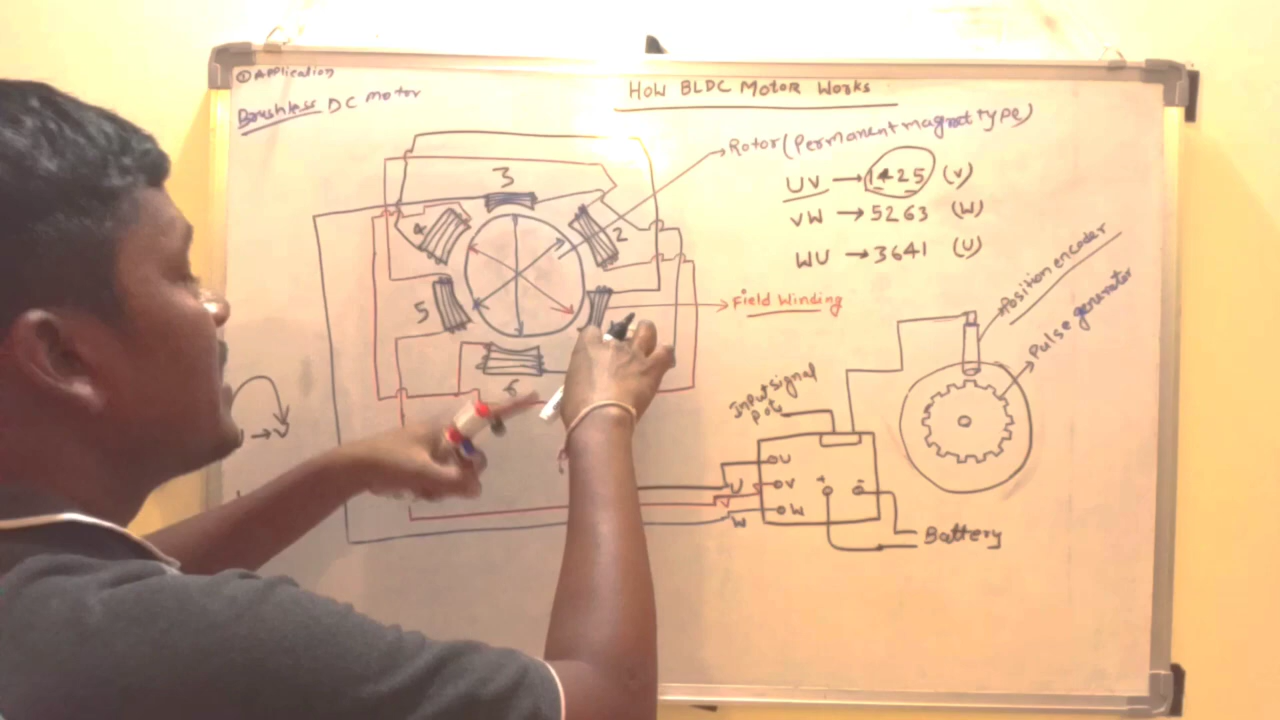 ① Application
Brushless DC Motor
HOW BLDC MOTOR WORKS
Rotor (Permanent magnet type)
UV → 1425 (V)
VW → 5263 (W)
WU → 3641 (U)
3
4
2
5
6
Field Winding
Position encoder
Pulse generator
Input signal
→ V
U
V
W
U
W
+
-
Battery